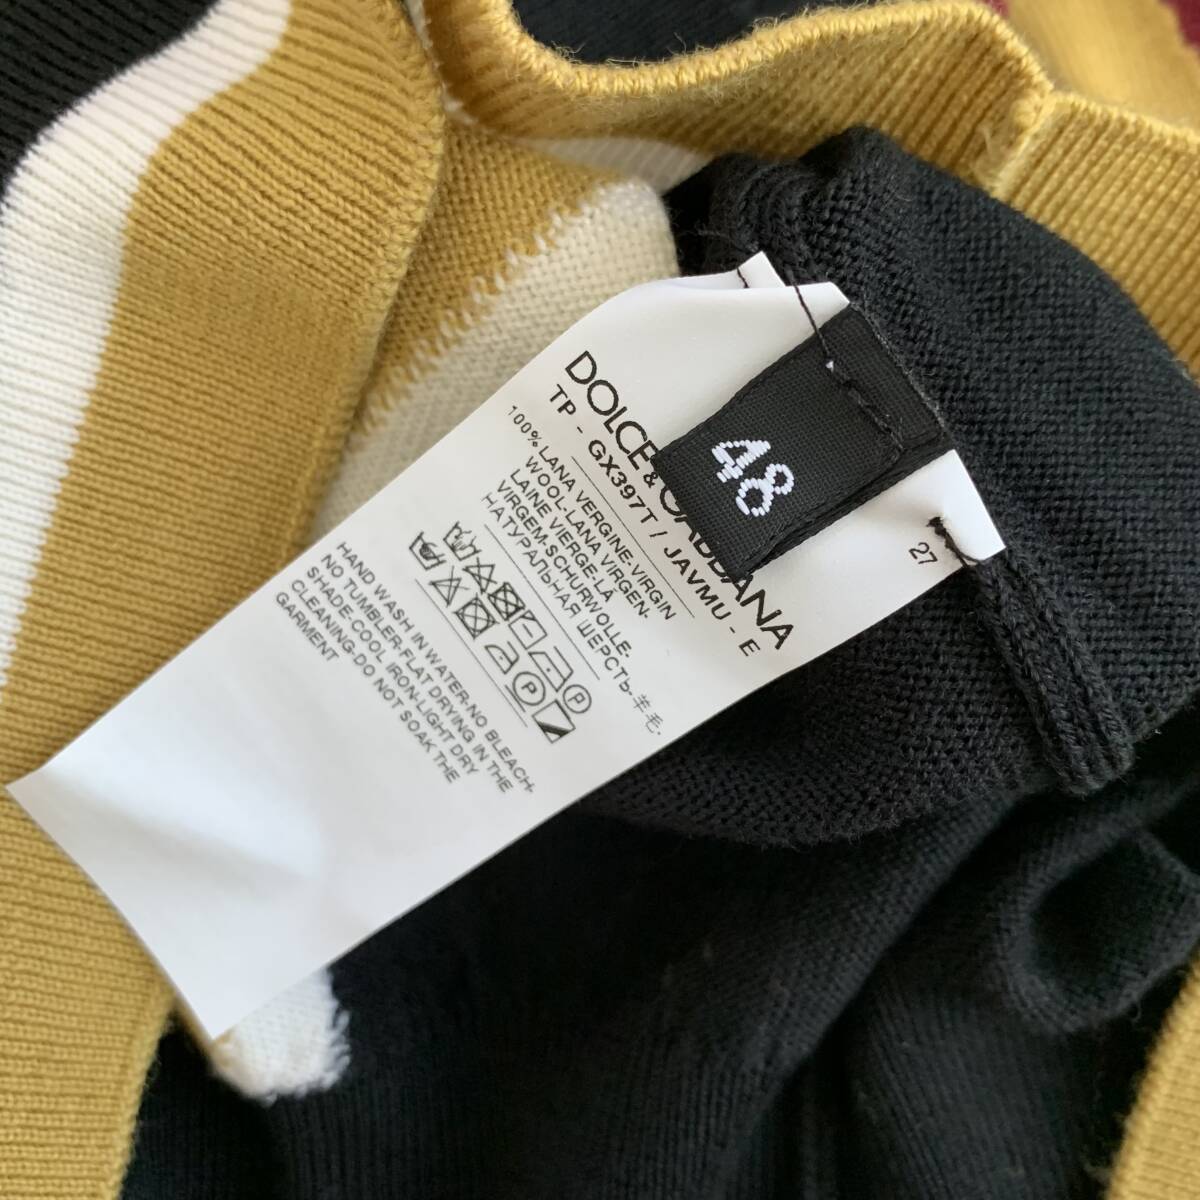 DOLCE & GABBANA
TP - GX397T / JAVMU - E
100% LANA VERGINE-VIRGIN
WOOL-LANA VIRGEN-
LAINE VIERGE-LA
VIRGEM-SCHURWOLLE-
НАТУРАЛЬНАЯ ШЕРСТЬ-羊毛-
48
27
P
P
HAND WASH IN WATER-NO BLEACH-
NO TUMBLER-FLAT DRYING IN THE
SHADE-COOL IRON-LIGHT DRY
CLEANING-DO NOT SOAK THE
GARMENT